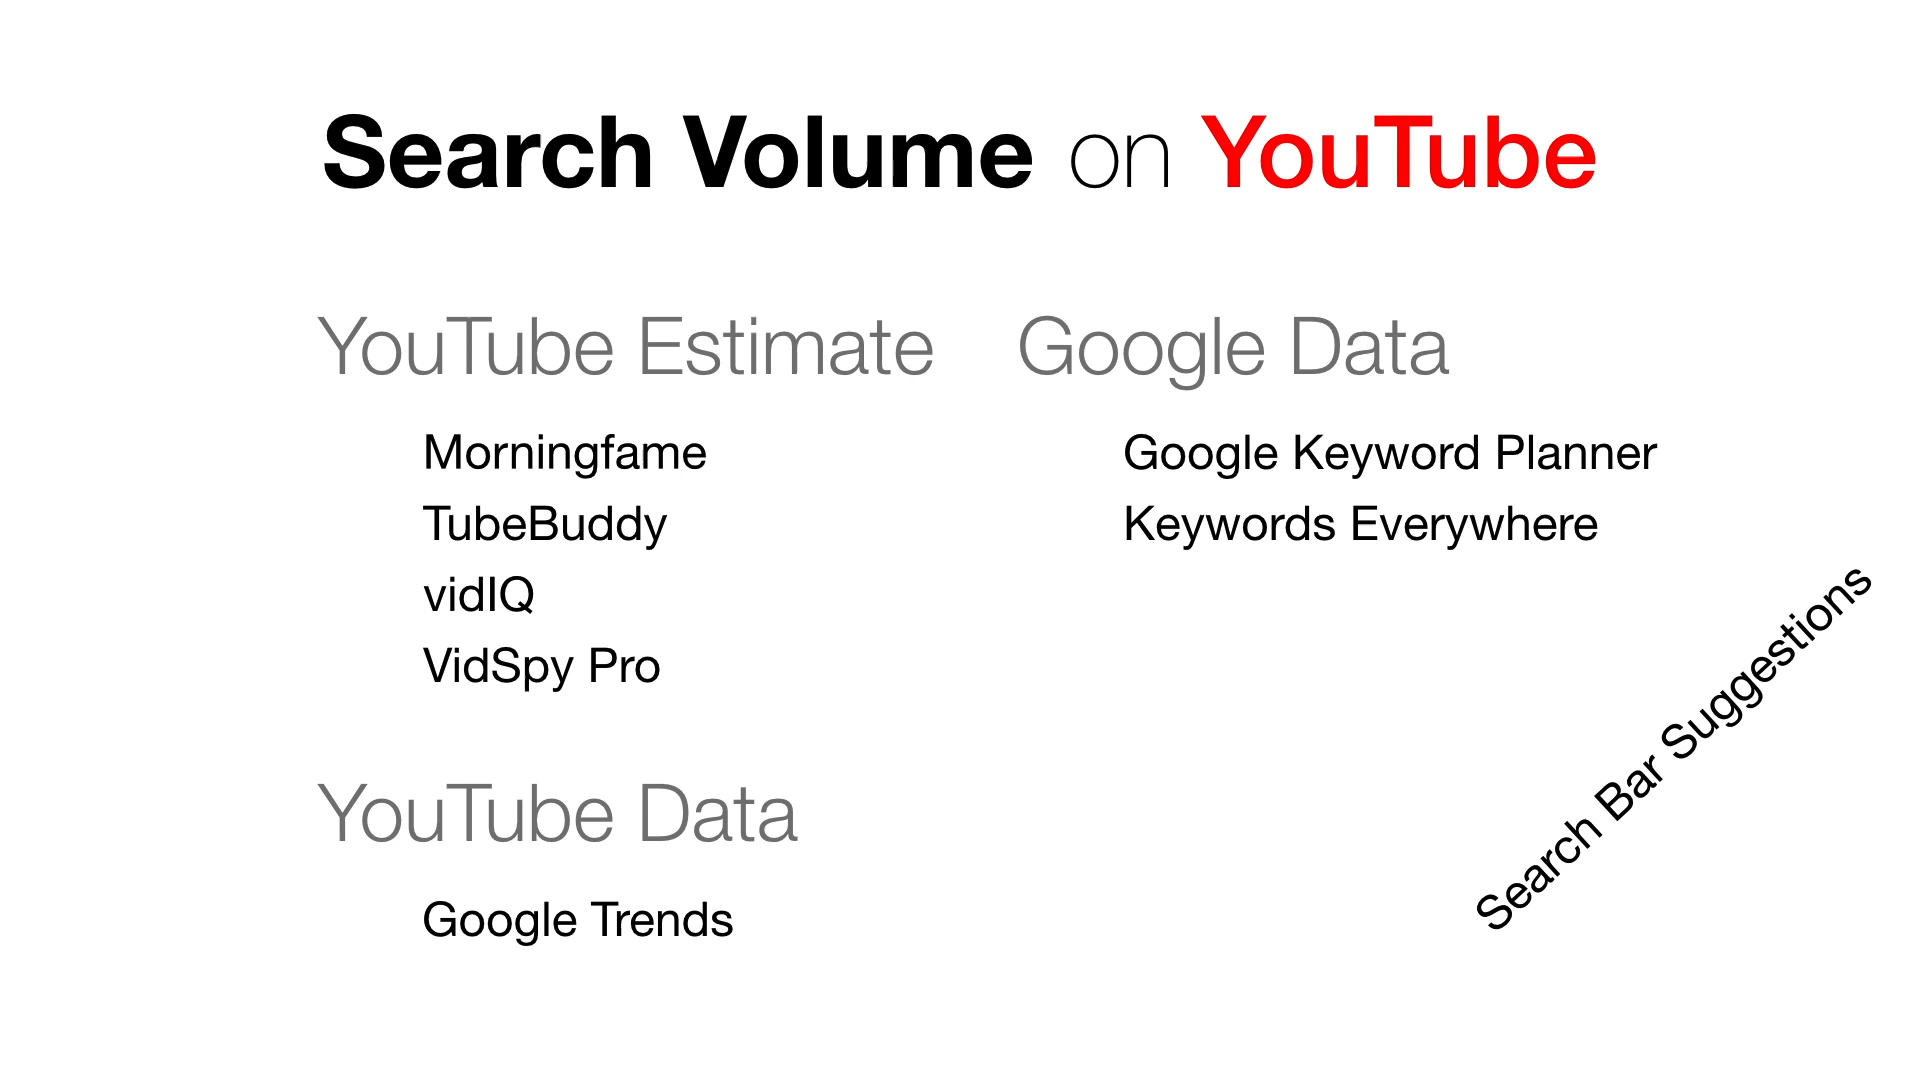 Search Volume on YouTube
YouTube Estimate
Morningfame
TubeBuddy
vidIQ
VidSpy Pro
YouTube Data
Google Trends
Google Data
Google Keyword Planner
Keywords Everywhere
Search Bar Suggestions